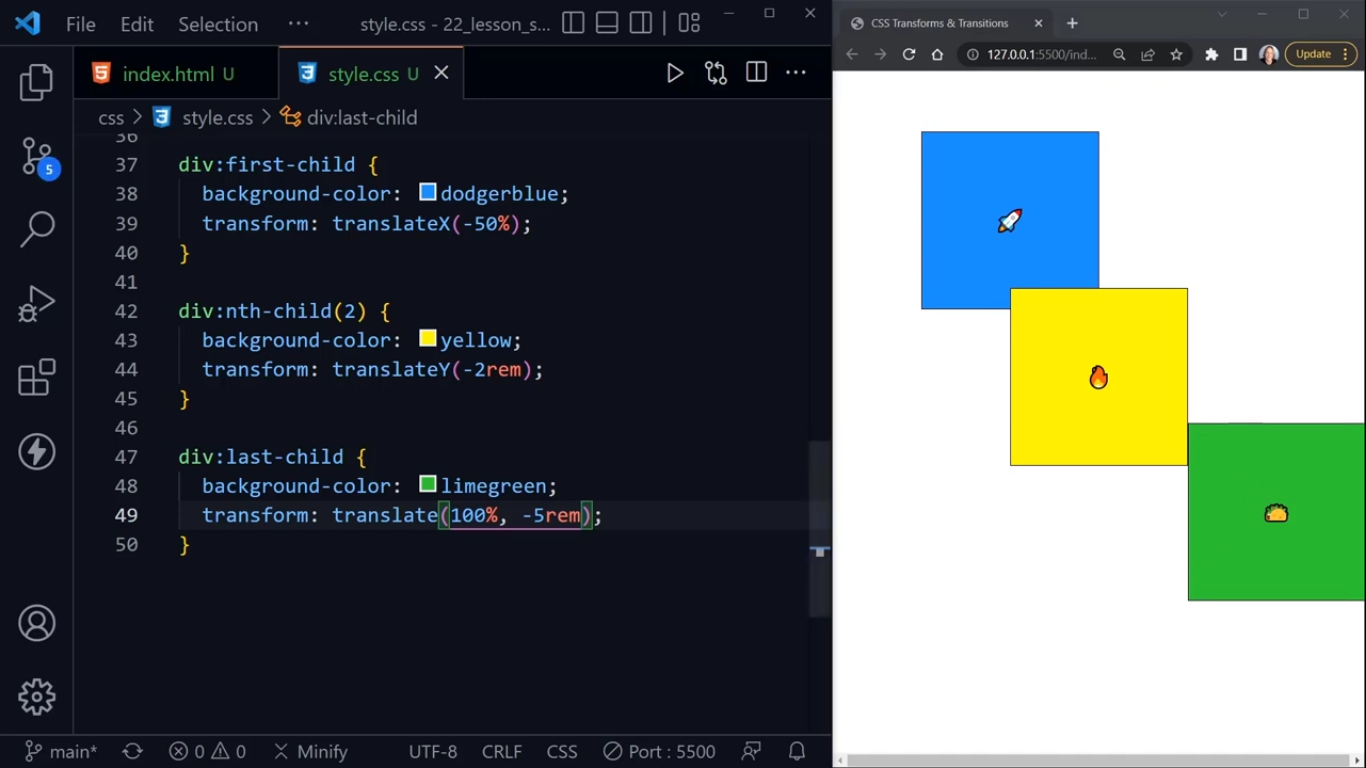 File Edit Selection ··· style.css - 22_lesson_s...
index.html U style.css U
css > style.css > div:last-child
36
37 div:first-child {
38 background-color: dodgerblue;
39 transform: translateX(-50%);
40 }
41
42 div:nth-child(2) {
43 background-color: yellow;
44 transform: translateY(-2rem);
45 }
46
47 div:last-child {
48 background-color: limegreen;
49 transform: translate(100%, -5rem);
50 }
5
main* 0 0 Minify UTF-8 CRLF CSS Port : 5500
CSS Transforms & Transitions
127.0.0.1:5500/ind... Update